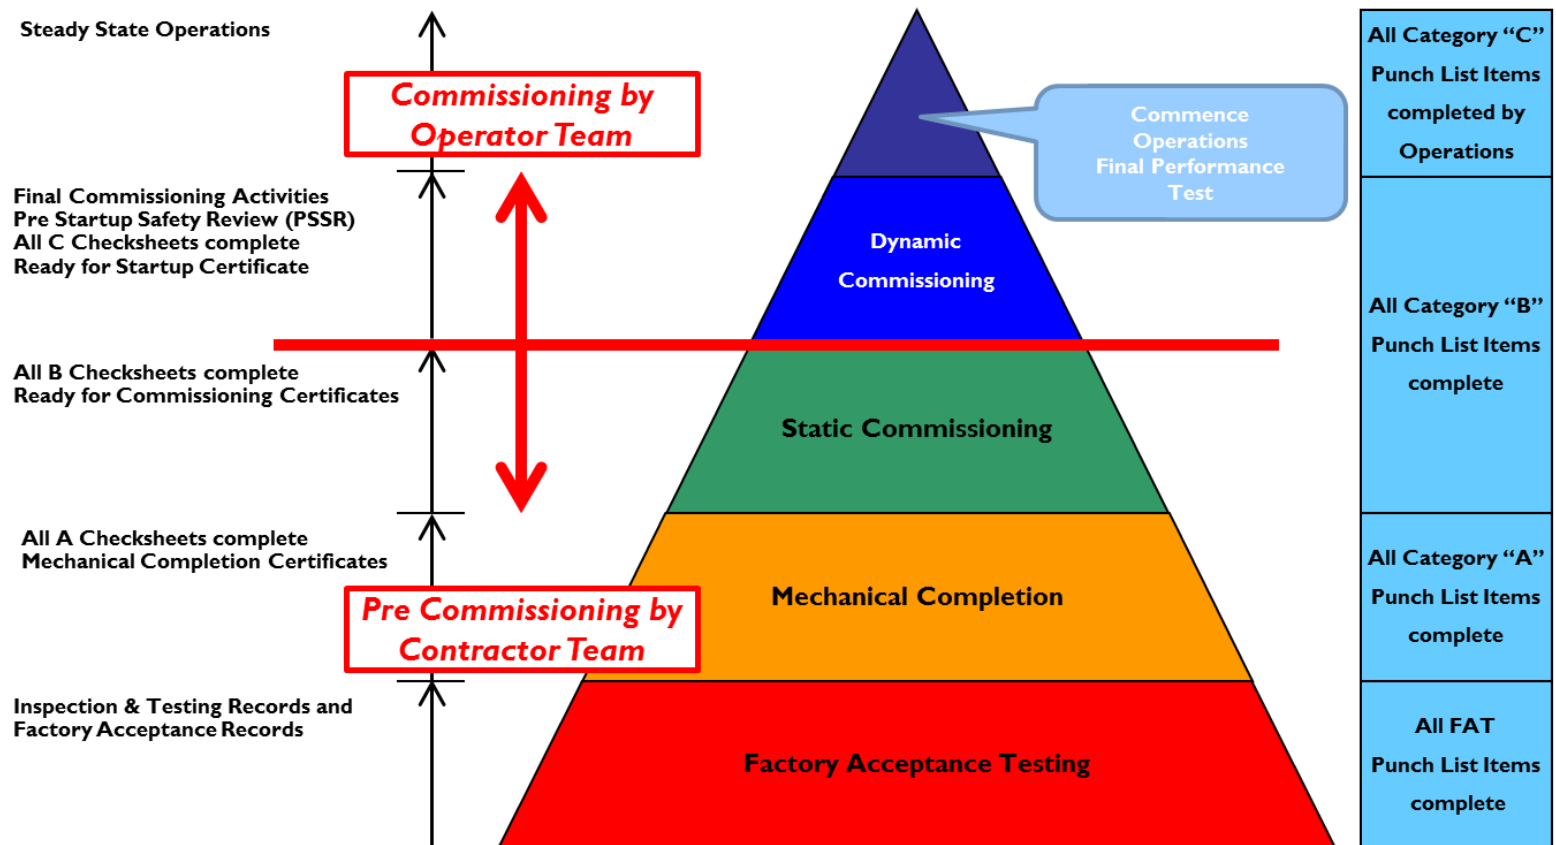 Steady State Operations
Commissioning by
Operator Team
Final Commissioning Activities
Pre Startup Safety Review (PSSR)
All C Checksheets complete
Ready for Startup Certificate
All B Checksheets complete
Ready for Commissioning Certificates
All A Checksheets complete
Mechanical Completion Certificates
Pre Commissioning by
Contractor Team
Inspection & Testing Records and
Factory Acceptance Records
Commence
Operations
Final Performance
Test
Dynamic
Commissioning
Static Commissioning
Mechanical Completion
Factory Acceptance Testing
All Category “C”
Punch List Items
completed by
Operations
All Category “B”
Punch List Items
complete
All Category “A”
Punch List Items
complete
All FAT
Punch List Items
complete